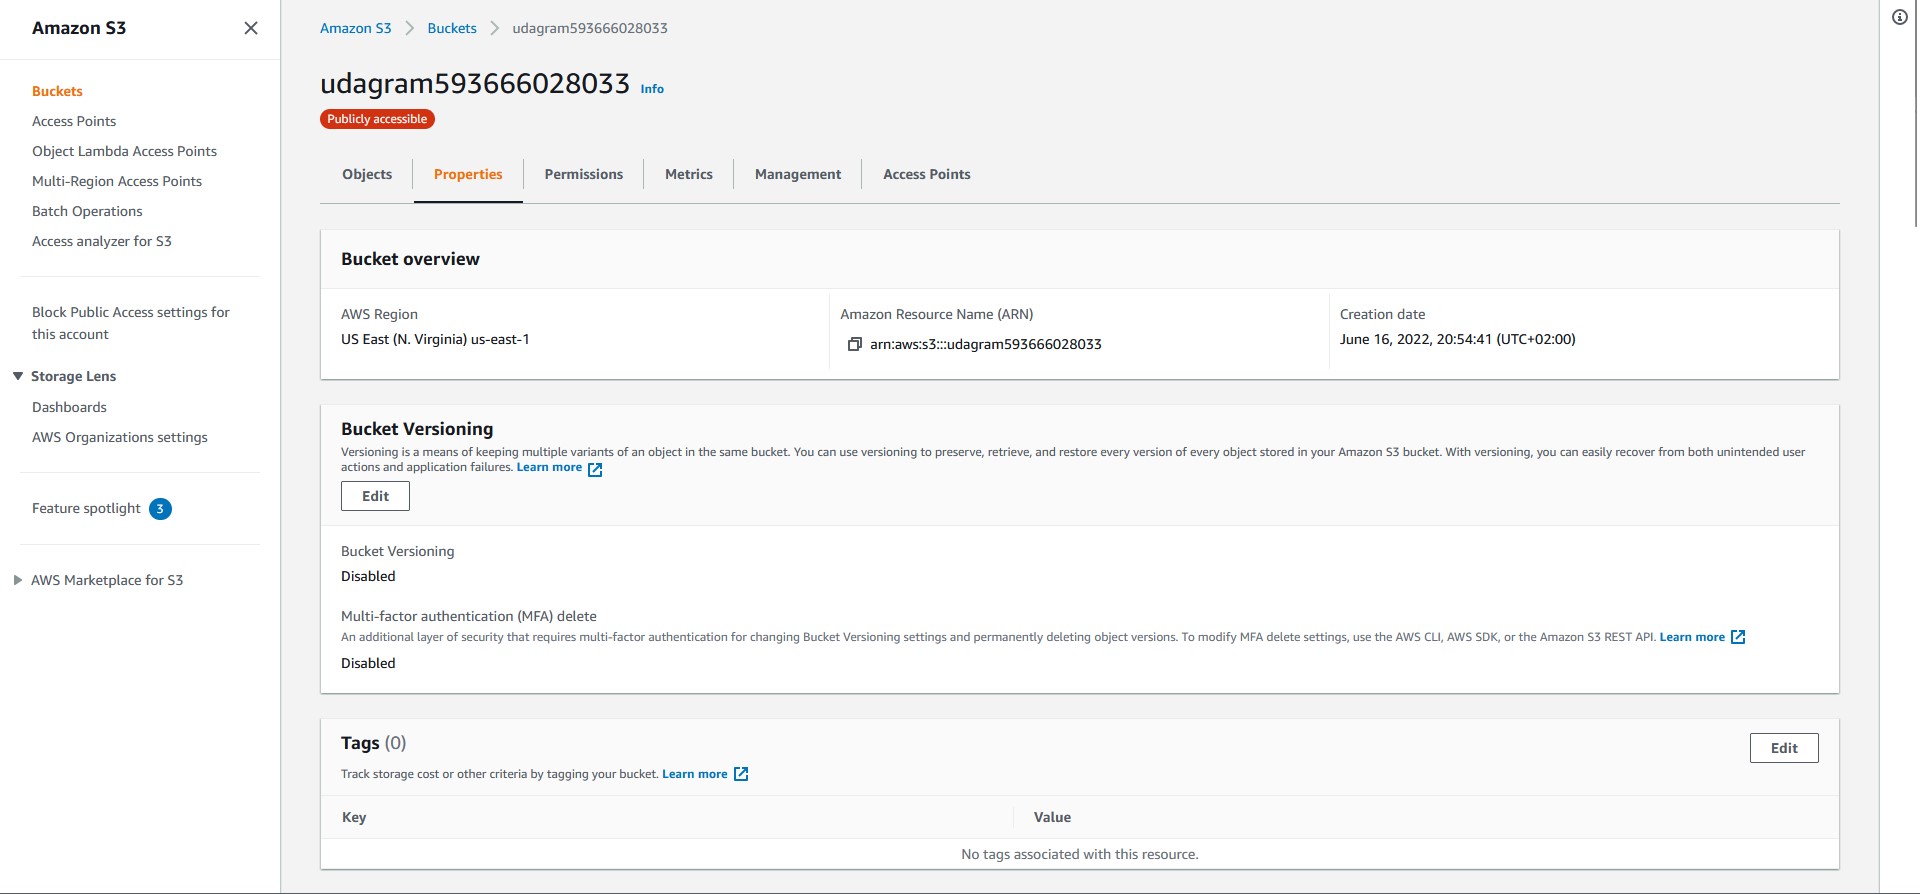 Amazon S3
Buckets
Access Points
Object Lambda Access Points
Multi-Region Access Points
Batch Operations
Access analyzer for S3
Block Public Access settings for
this account
Storage Lens
Dashboards
AWS Organizations settings
Feature spotlight 3
AWS Marketplace for S3
Amazon S3 Buckets udagram593666028033
udagram593666028033 Info
Publicly accessible
Objects Properties Permissions Metrics Management Access Points
Bucket overview
AWS Region
US East (N. Virginia) us-east-1
Amazon Resource Name (ARN)
arn:aws:s3:::udagram593666028033
Creation date
June 16, 2022, 20:54:41 (UTC+02:00)
Bucket Versioning
Versioning is a means of keeping multiple variants of an object in the same bucket. You can use versioning to preserve, retrieve, and restore every version of every object stored in your Amazon S3 bucket. With versioning, you can easily recover from both unintended user
actions and application failures. Learn more
Edit
Bucket Versioning
Disabled
Multi-factor authentication (MFA) delete
An additional layer of security that requires multi-factor authentication for changing Bucket Versioning settings and permanently deleting object versions. To modify MFA delete settings, use the AWS CLI, AWS SDK, or the Amazon S3 REST API. Learn more
Disabled
Tags (0)
Edit
Track storage cost or other criteria by tagging your bucket. Learn more
Key Value
No tags associated with this resource.